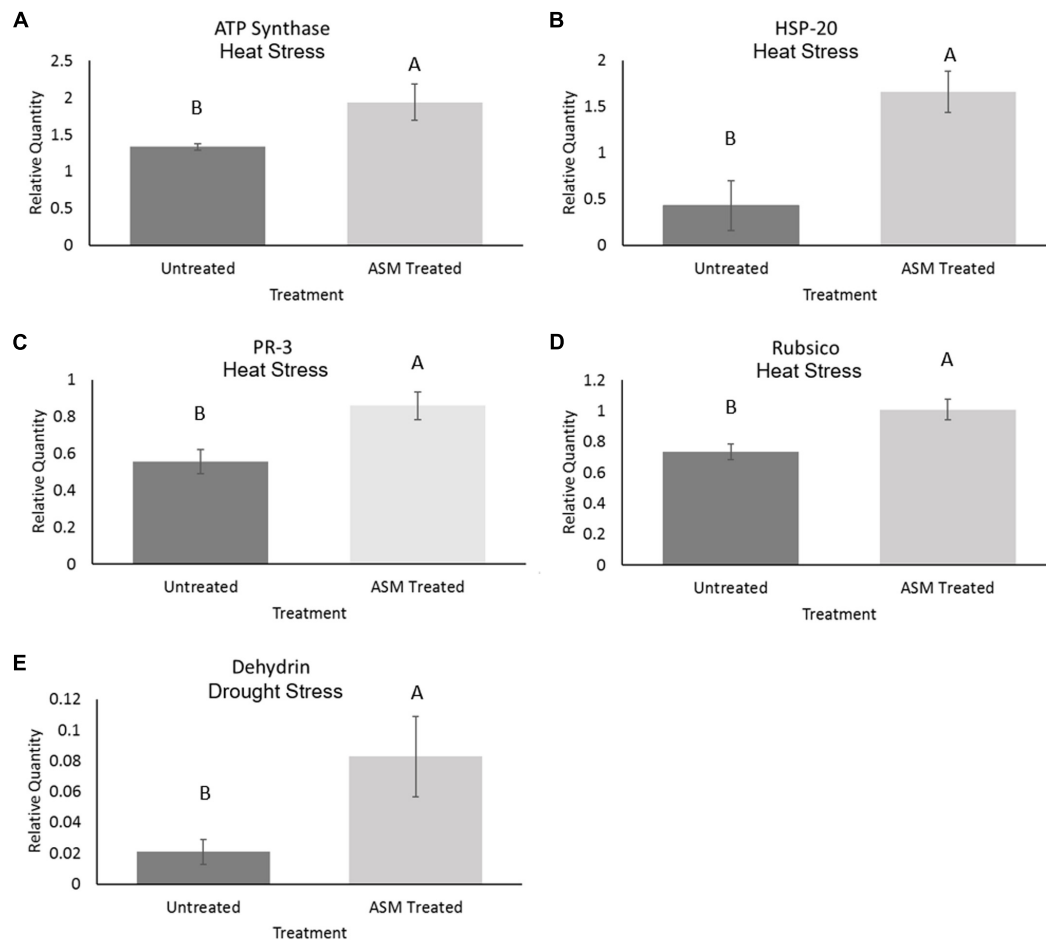 A
ATP Synthase
Heat Stress
2.5
2
1.5
1
0.5
0
Relative Quantity
B
A
Untreated
ASM Treated
Treatment
B
HSP-20
Heat Stress
2
1.5
1
0.5
0
Relative Quantity
B
A
Untreated
ASM Treated
Treatment
C
PR-3
Heat Stress
1
0.8
0.6
0.4
0.2
0
Relative Quantity
B
A
Untreated
ASM Treated
Treatment
D
Rubsico
Heat Stress
1.2
1
0.8
0.6
0.4
0.2
0
Relative Quantity
B
A
Untreated
ASM Treated
Treatment
E
Dehydrin
Drought Stress
0.12
0.1
0.08
0.06
0.04
0.02
0
Relative Quantity
B
A
Untreated
ASM Treated
Treatment